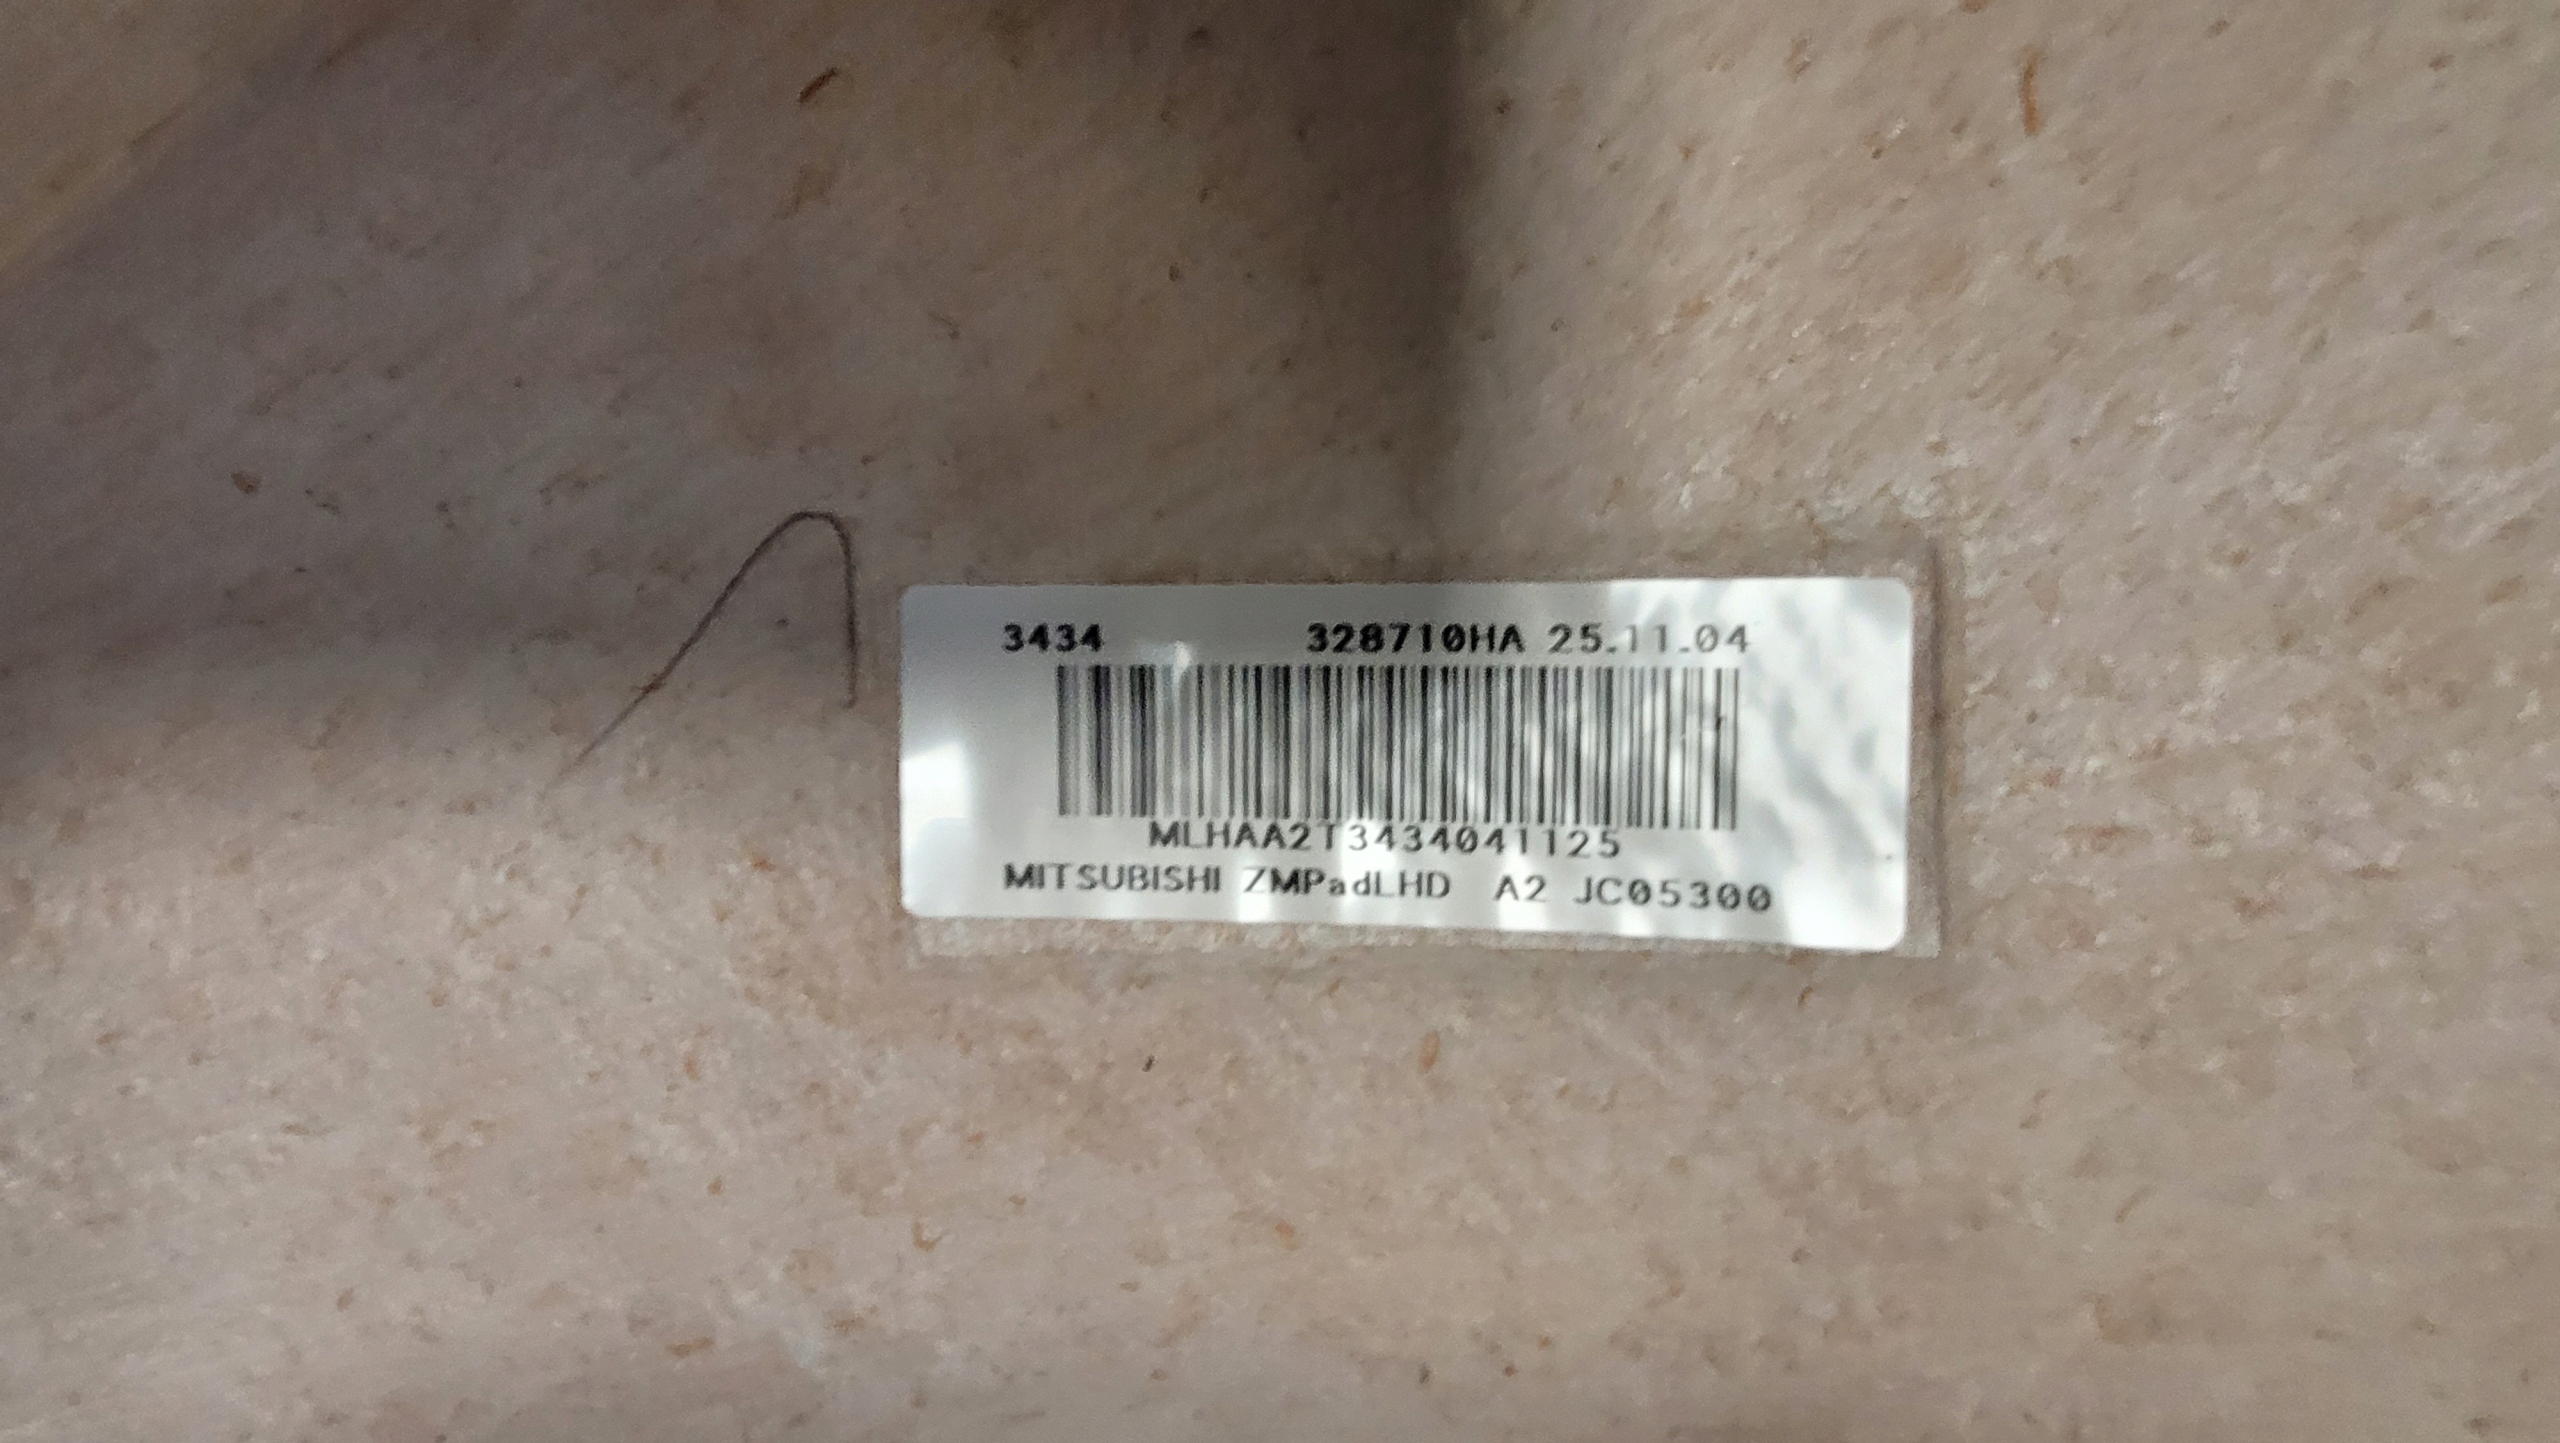 3434 328710HA 25.11.04
MLHAA2T3434041125
MITSUBISHI ZMPadLHD A2 JC05300